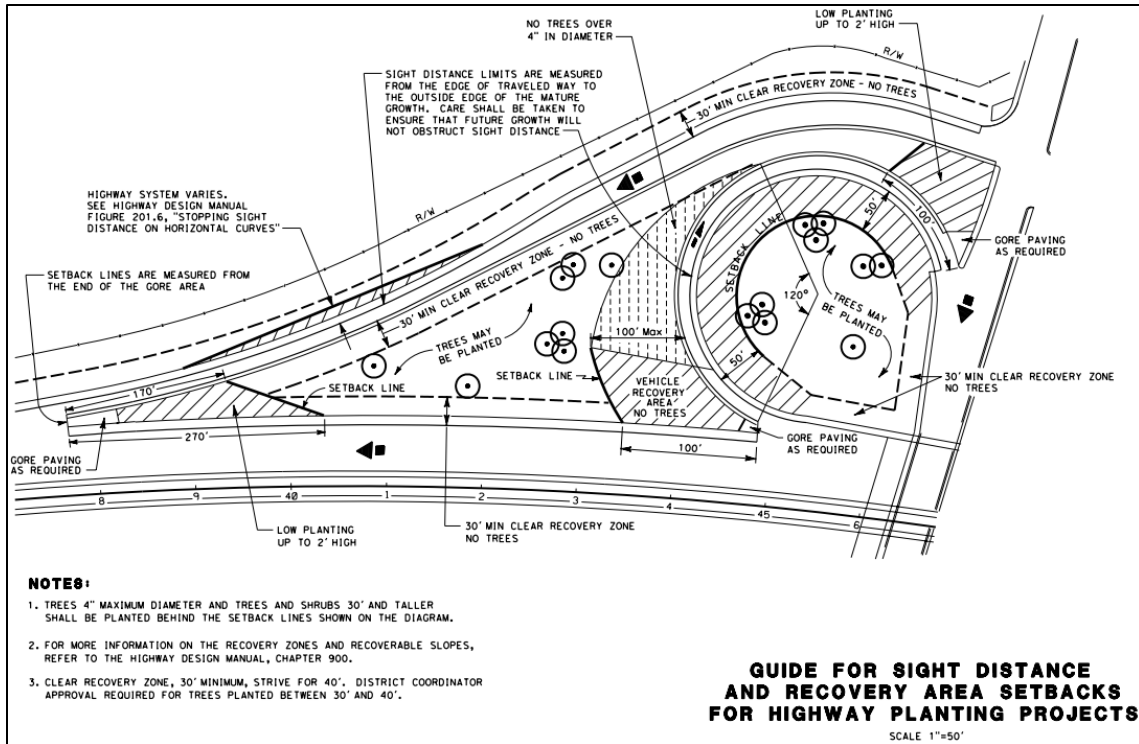 NO TREES OVER
4" IN DIAMETER
LOW PLANTING
UP TO 2' HIGH
R/W
SIGHT DISTANCE LIMITS ARE MEASURED
FROM THE EDGE OF TRAVELED WAY TO
THE OUTSIDE EDGE OF THE MATURE
GROWTH. CARE SHALL BE TAKEN TO
ENSURE THAT FUTURE GROWTH WILL
NOT OBSTRUCT SIGHT DISTANCE
30' MIN CLEAR RECOVERY ZONE - NO TREES
HIGHWAY SYSTEM VARIES.
SEE HIGHWAY DESIGN MANUAL
FIGURE 201.6, "STOPPING SIGHT
DISTANCE ON HORIZONTAL CURVES"
R/W
50'
100'
SETBACK LINE
GORE PAVING
AS REQUIRED
SETBACK LINES ARE MEASURED FROM
THE END OF THE GORE AREA
30' MIN CLEAR RECOVERY ZONE - NO TREES
120°
TREES MAY
BE PLANTED
TREES MAY
BE PLANTED
100' Max
170'
SETBACK LINE
SETBACK LINE
VEHICLE
RECOVERY
AREA
NO TREES
50'
30' MIN CLEAR RECOVERY ZONE
NO TREES
270'
GORE PAVING
AS REQUIRED
100'
GORE PAVING
AS REQUIRED
8 9 40 1 2 3 4 45 6
LOW PLANTING
UP TO 2' HIGH
30' MIN CLEAR RECOVERY ZONE
NO TREES
NOTES:
1. TREES 4" MAXIMUM DIAMETER AND TREES AND SHRUBS 30' AND TALLER
SHALL BE PLANTED BEHIND THE SETBACK LINES SHOWN ON THE DIAGRAM.
2. FOR MORE INFORMATION ON THE RECOVERY ZONES AND RECOVERABLE SLOPES,
REFER TO THE HIGHWAY DESIGN MANUAL, CHAPTER 900.
3. CLEAR RECOVERY ZONE, 30' MINIMUM, STRIVE FOR 40'. DISTRICT COORDINATOR
APPROVAL REQUIRED FOR TREES PLANTED BETWEEN 30' AND 40'.
GUIDE FOR SIGHT DISTANCE
AND RECOVERY AREA SETBACKS
FOR HIGHWAY PLANTING PROJECTS
SCALE 1"=50'